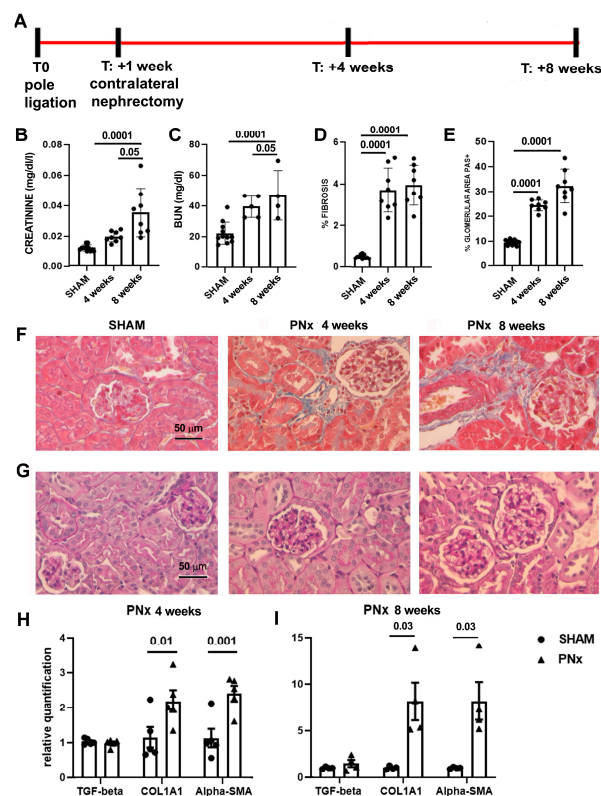 A
T0
pole
ligation
T: +1 week
contralateral
nephrectomy
T: +4 weeks
T: +8 weeks
B
CREATININE (mg/dl/l)
0.08
0.06
0.04
0.02
0.00
0.0001
0.05
SHAM
4 weeks
8 weeks
C
BUN (mg/dl)
80
60
40
20
0
0.0001
0.05
SHAM
4 weeks
8 weeks
D
% FIBROSIS
6
4
2
0
0.0001
0.0001
SHAM
4 weeks
8 weeks
E
% GLOMERULAR AREA PAS+
50
40
30
20
10
0
0.0001
0.0001
SHAM
4 weeks
8 weeks
SHAM
PNx 4 weeks
PNx 8 weeks
F
50 μm
G
50 μm
H
PNx 4 weeks
relative quantification
4
3
2
1
0
0.01
0.001
TGF-beta
COL1A1
Alpha-SMA
I
PNx 8 weeks
15
10
5
0
0.03
0.03
TGF-beta
COL1A1
Alpha-SMA
SHAM
PNx